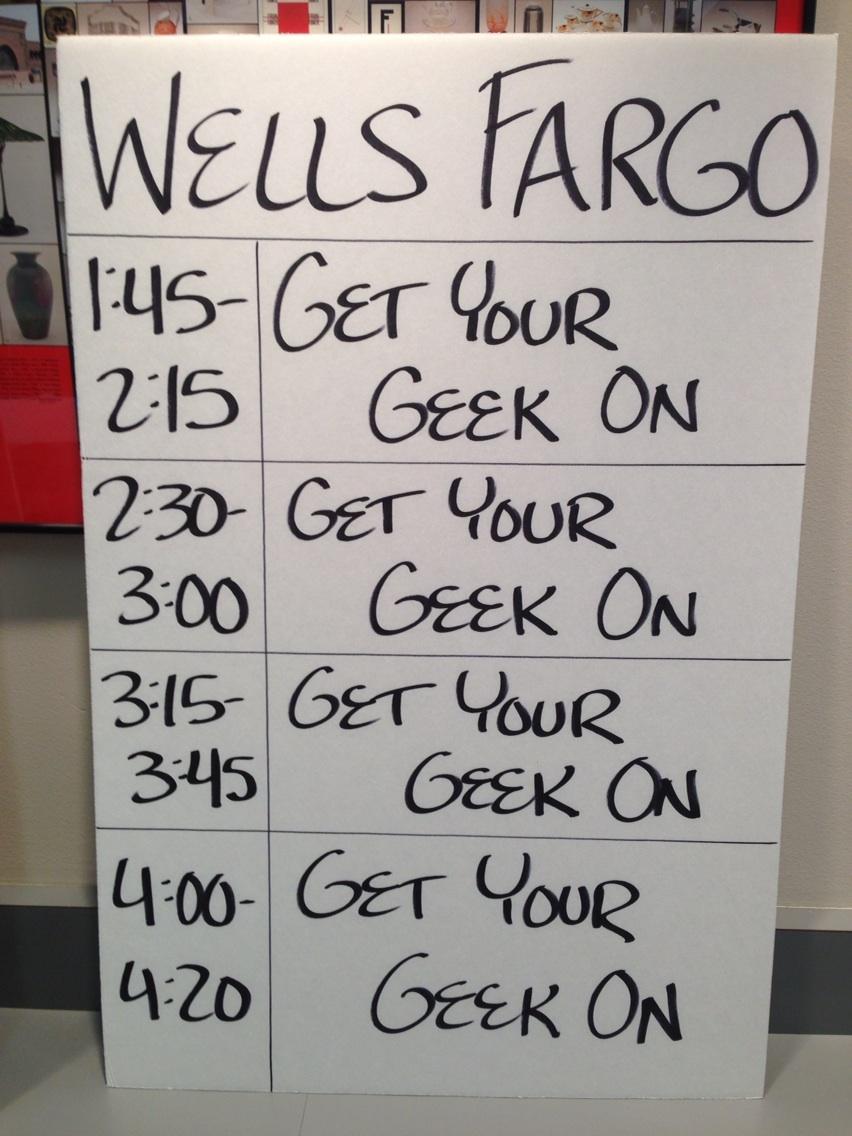 WELLS FARGO
1:45-
2:15
GET YOUR
GEEK ON
2:30-
3:00
GET YOUR
GEEK ON
3:15-
3:45
GET YOUR
GEEK ON
4:00-
4:20
GET YOUR
GEEK ON
F